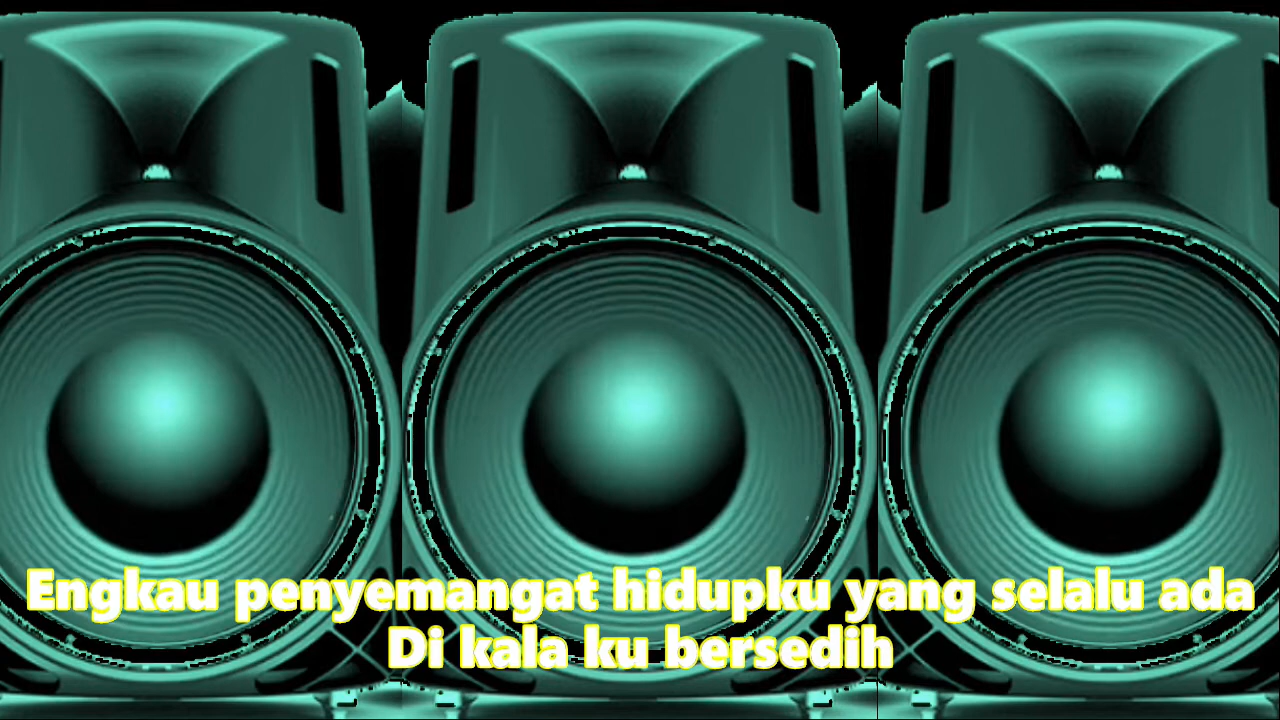 Engkau penyemangat hidupku yang selalu ada
Di kala ku bersedih